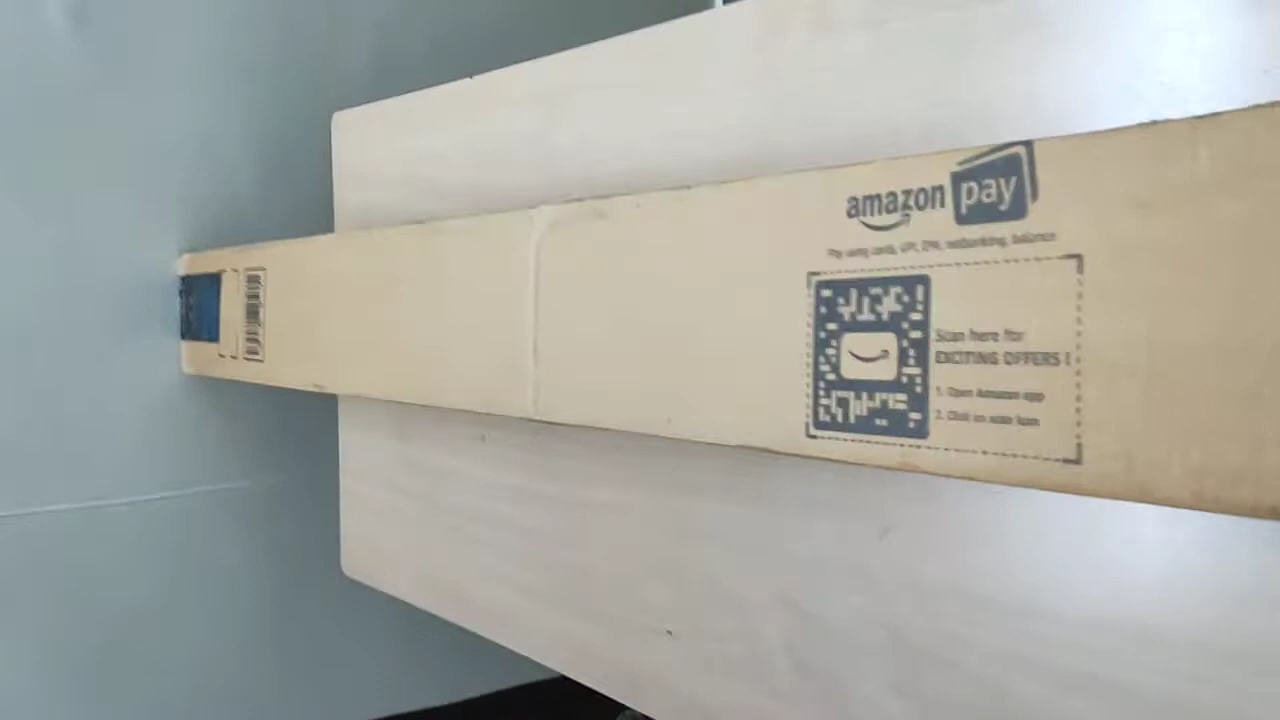 amazon pay
Pay using cards, UPI, EMI, netbanking, balance
Scan here for
EXCITING OFFERS !
1. Open Amazon app
2. Click on scan icon